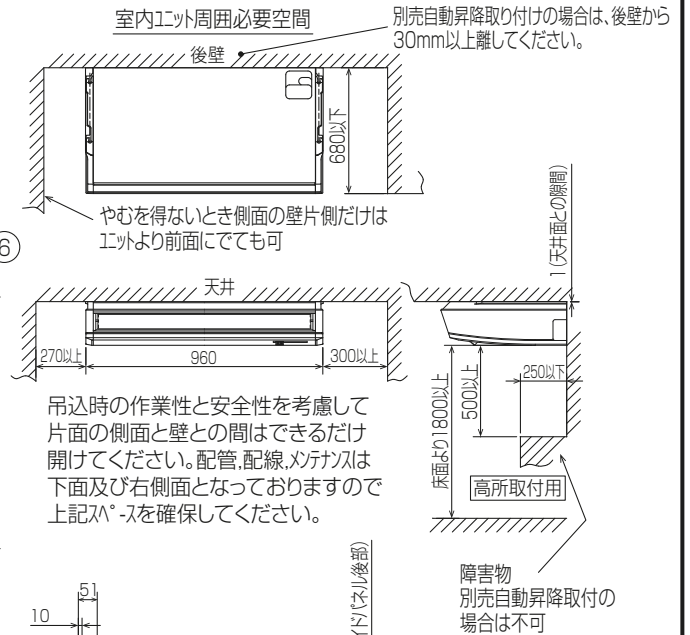 室内ユニット周囲必要空間
別売自動昇降取り付けの場合は、後壁から
30mm以上離してください。
後壁
680以下
やむを得ないとき側面の壁片側だけは
ユニットより前面にでても可
6
1(天井面との隙間)
天井
270以上
960
300以上
床面より1800以上
500以上
250以下
吊込時の作業性と安全性を考慮して
片面の側面と壁との間はできるだけ
開けてください。配管,配線,メンテナンスは
下面及び右側面となっておりますので
上記スペースを確保してください。
高所取付用
障害物
別売自動昇降取付の
場合は不可
51
10
イドパネル後部)